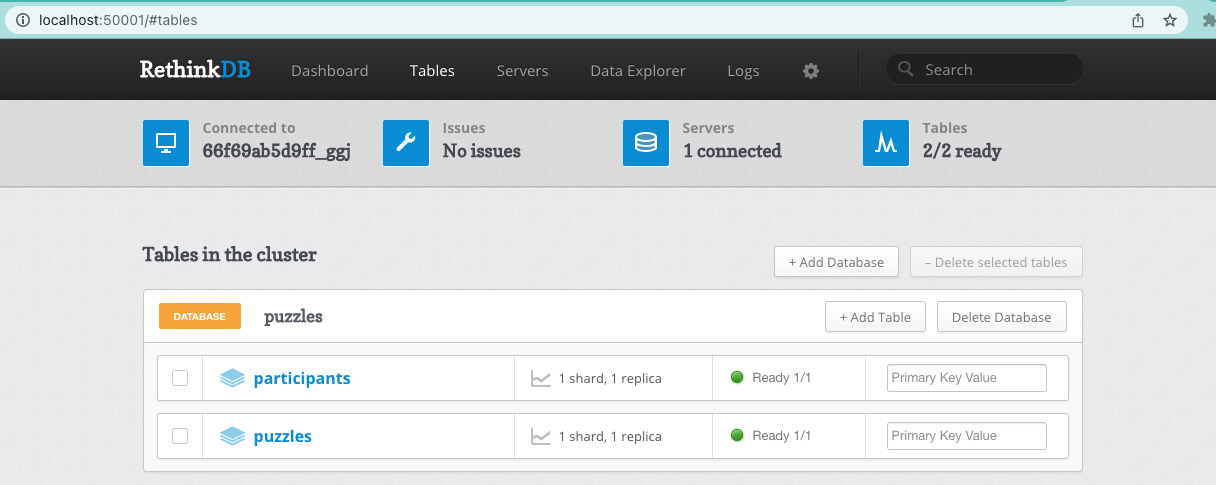 localhost:50001/#tables
RethinkDB Dashboard Tables Servers Data Explorer Logs Search
Connected to
66f69ab5d9ff_ggj
Issues
No issues
Servers
1 connected
Tables
2/2 ready
Tables in the cluster
+ Add Database – Delete selected tables
DATABASE puzzles + Add Table Delete Database
participants 1 shard, 1 replica Ready 1/1 Primary Key Value
puzzles 1 shard, 1 replica Ready 1/1 Primary Key Value